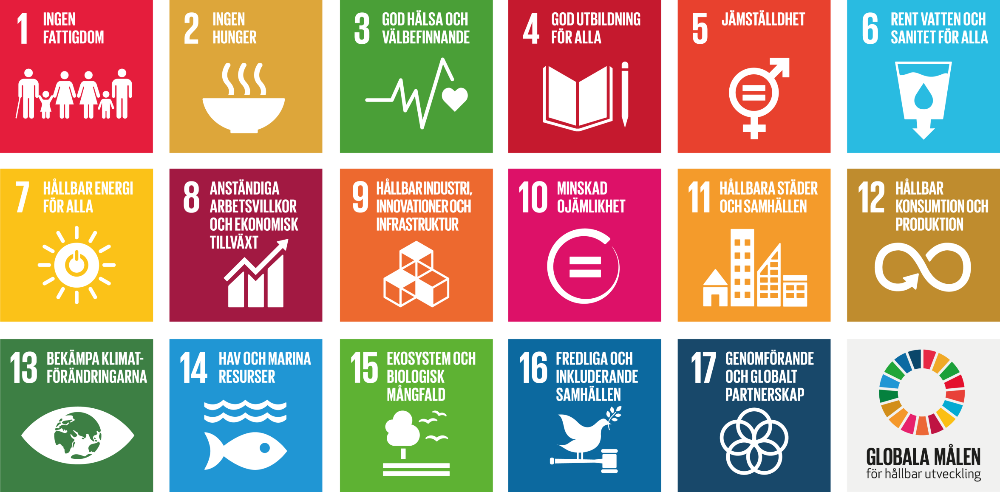 1 INGEN
FATTIGDOM
2 INGEN
HUNGER
3 GOD HÄLSA OCH
VÄLBEFINNANDE
4 GOD UTBILDNING
FÖR ALLA
5 JÄMSTÄLLDHET
6 RENT VATTEN OCH
SANITET FÖR ALLA
7 HÅLLBAR ENERGI
FÖR ALLA
8 ANSTÄNDIGA
ARBETSVILLKOR
OCH EKONOMISK
TILLVÄXT
9 HÅLLBAR INDUSTRI,
INNOVATIONER OCH
INFRASTRUKTUR
10 MINSKAD
OJÄMLIKHET
11 HÅLLBARA STÄDER
OCH SAMHÄLLEN
12 HÅLLBAR
KONSUMTION OCH
PRODUKTION
13 BEKÄMPA KLIMAT-
FÖRÄNDRINGARNA
14 HAV OCH MARINA
RESURSER
15 EKOSYSTEM OCH
BIOLOGISK
MÅNGFALD
16 FREDLIGA OCH
INKLUDERANDE
SAMHÄLLEN
17 GENOMFÖRANDE
OCH GLOBALT
PARTNERSKAP
GLOBALA MÅLEN
för hållbar utveckling